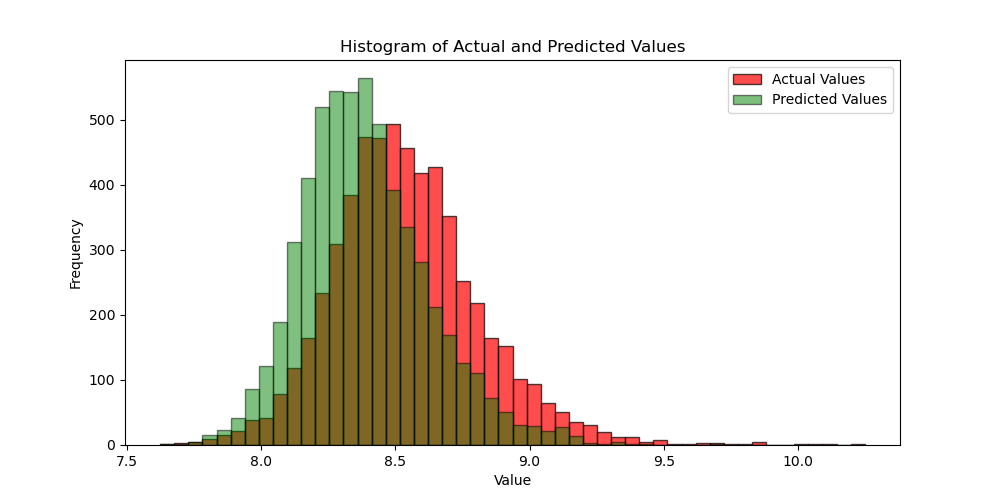 Histogram of Actual and Predicted Values
Actual Values
Predicted Values
Frequency
500
400
300
200
100
0
7.5 8.0 8.5 9.0 9.5 10.0
Value